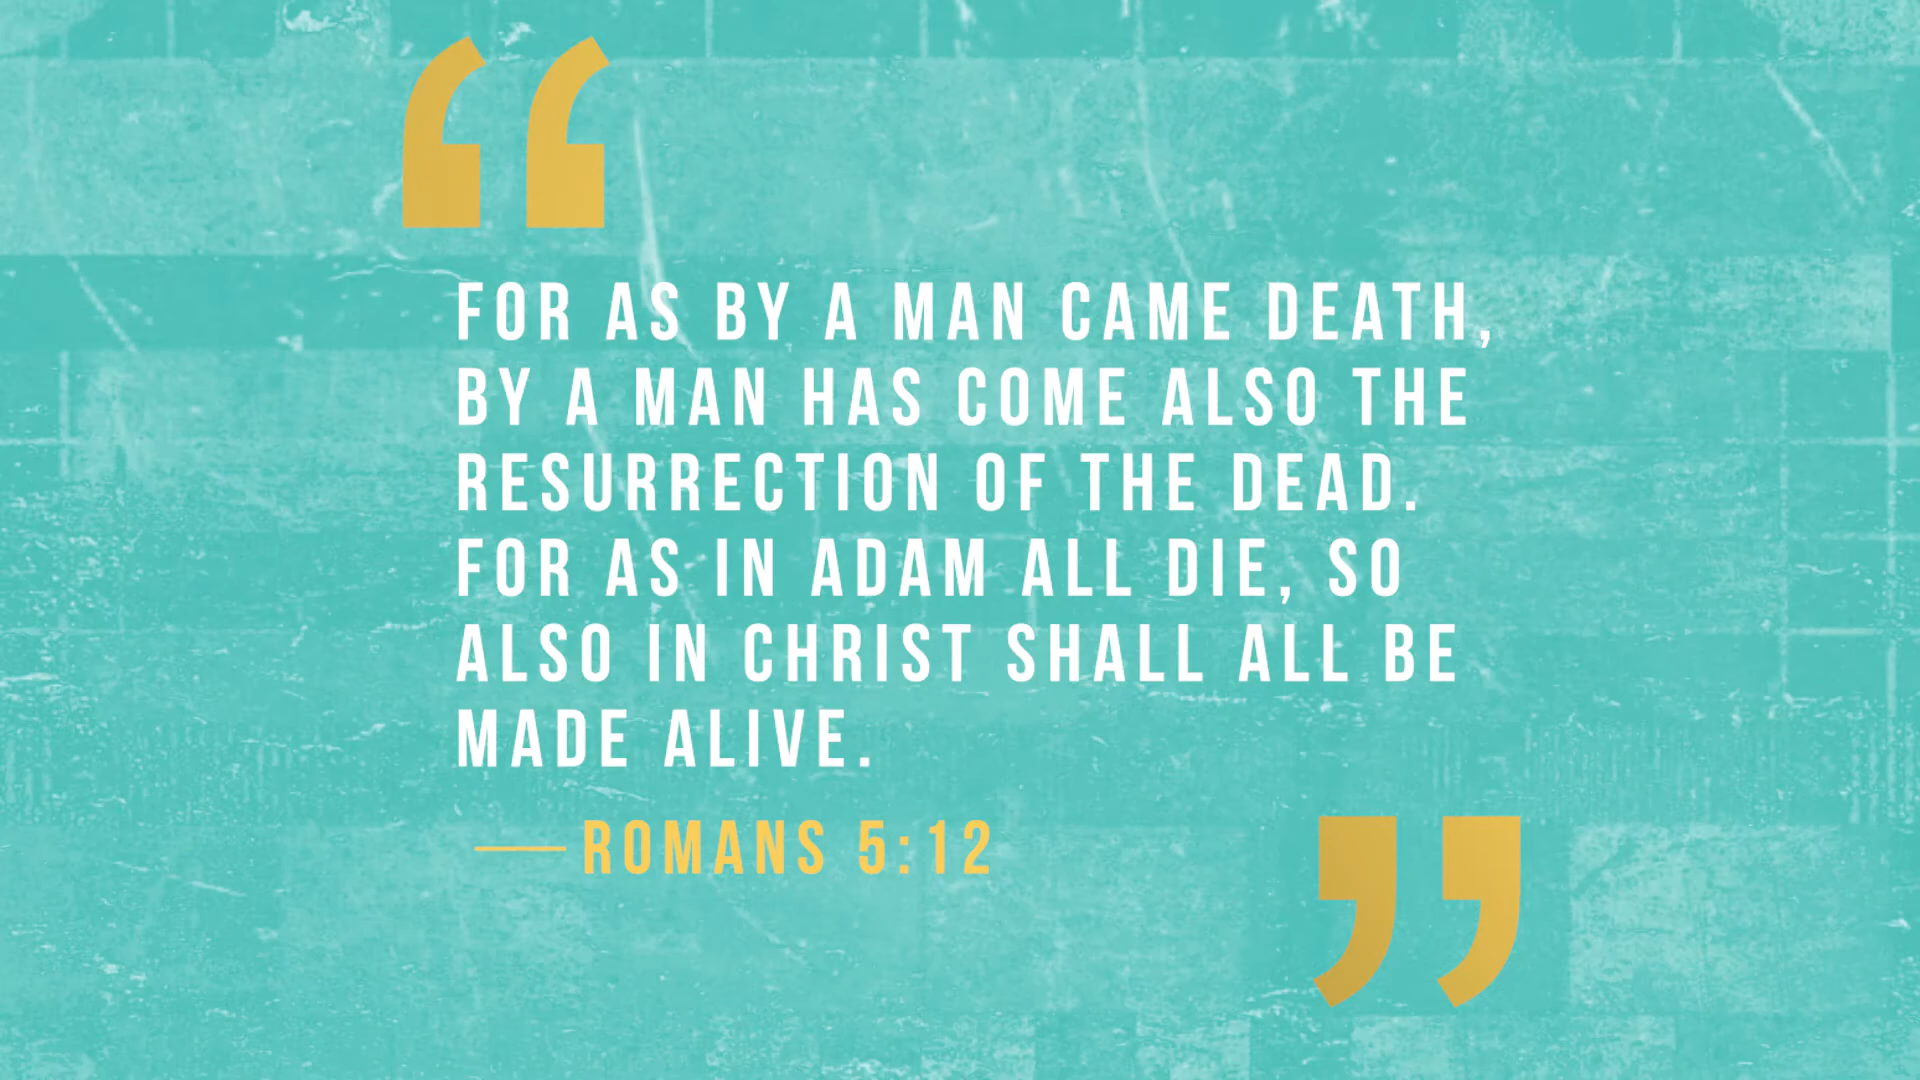 “
FOR AS BY A MAN CAME DEATH,
BY A MAN HAS COME ALSO THE
RESURRECTION OF THE DEAD.
FOR AS IN ADAM ALL DIE, SO
ALSO IN CHRIST SHALL ALL BE
MADE ALIVE.
— ROMANS 5:12
”